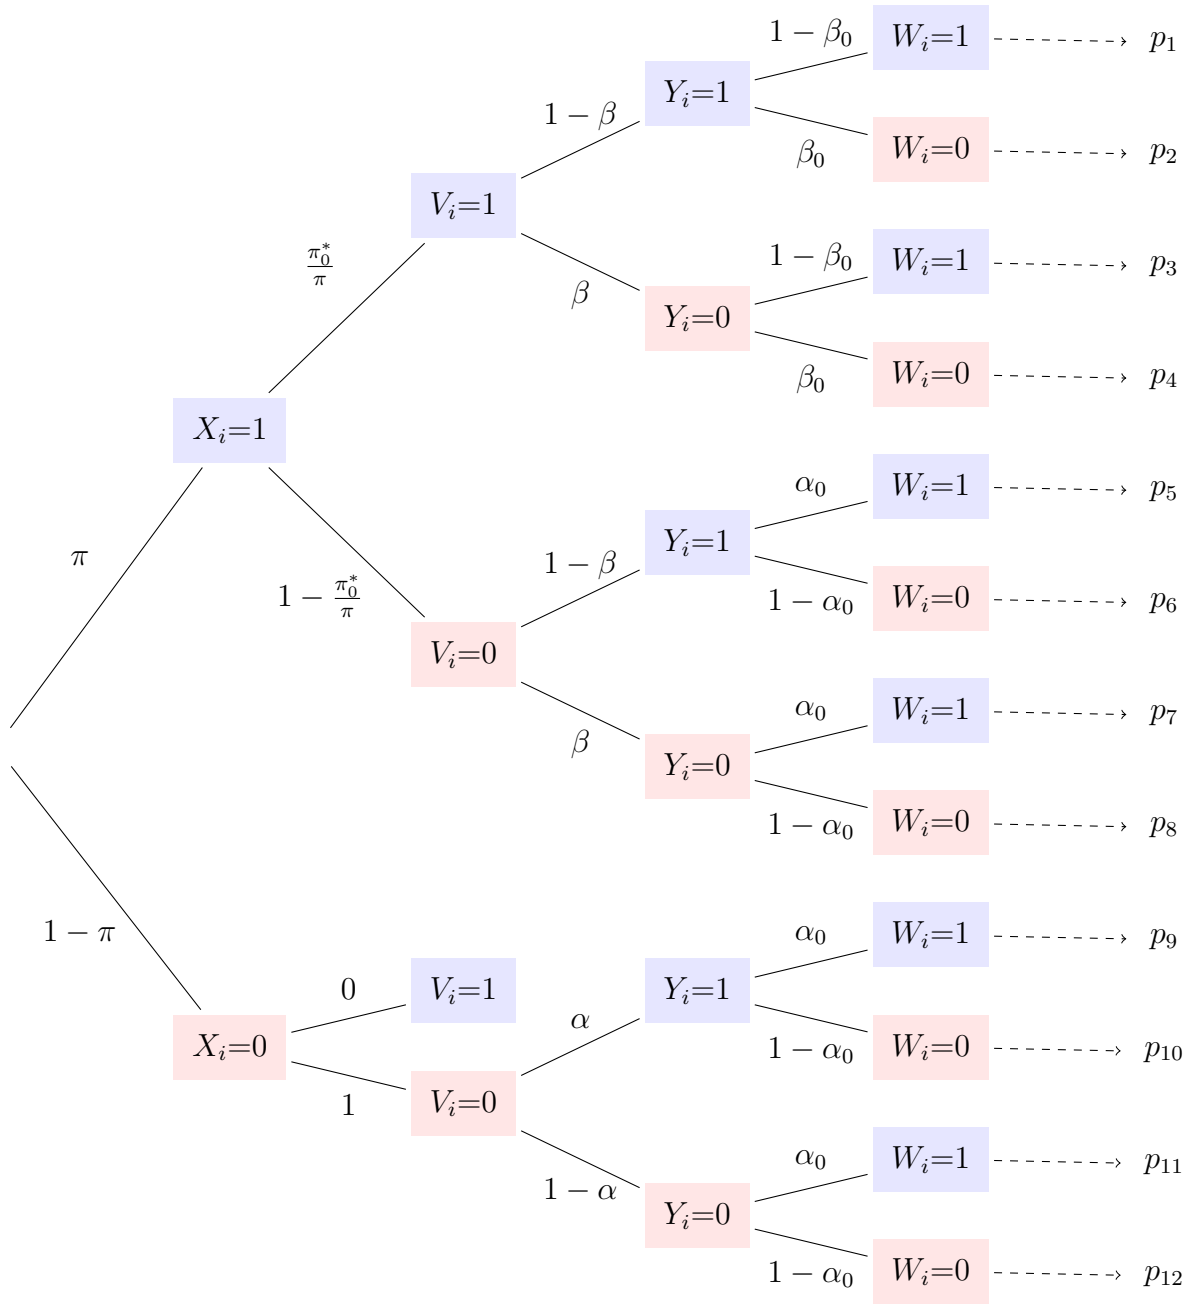 1 − β₀
W_i=1
p₁
Y_i=1
1 − β
β₀
W_i=0
p₂
V_i=1
π₀*/π
1 − β₀
W_i=1
p₃
β
Y_i=0
β₀
W_i=0
p₄
X_i=1
π
α₀
W_i=1
p₅
Y_i=1
1 − β
1 − π₀*/π
1 − α₀
W_i=0
p₆
V_i=0
α₀
W_i=1
p₇
β
Y_i=0
1 − α₀
W_i=0
p₈
1 − π
α₀
W_i=1
p₉
0
V_i=1
Y_i=1
α
X_i=0
1 − α₀
W_i=0
p₁₀
1
V_i=0
α₀
W_i=1
p₁₁
1 − α
Y_i=0
1 − α₀
W_i=0
p₁₂